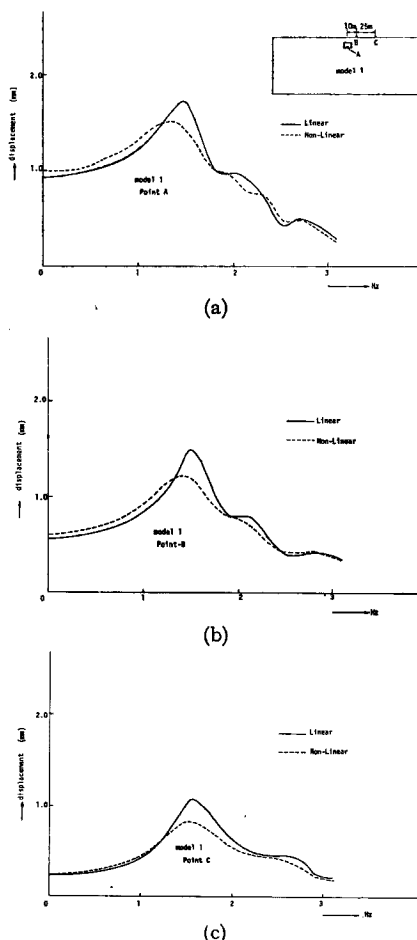 10m, 25m
B C
A
model 1
2.0
displacement (mm)
Linear
Non-Linear
1.0
model 1
Point A
0 1 2 3
Hz
(a)
2.0
displacement (mm)
Linear
Non-Linear
1.0
model 1
Point-B
0 1 2 3
Hz
(b)
2.0
displacement (mm)
Linear
Non-Linear
1.0
model 1
Point C
0 1 2 3
Hz
(c)